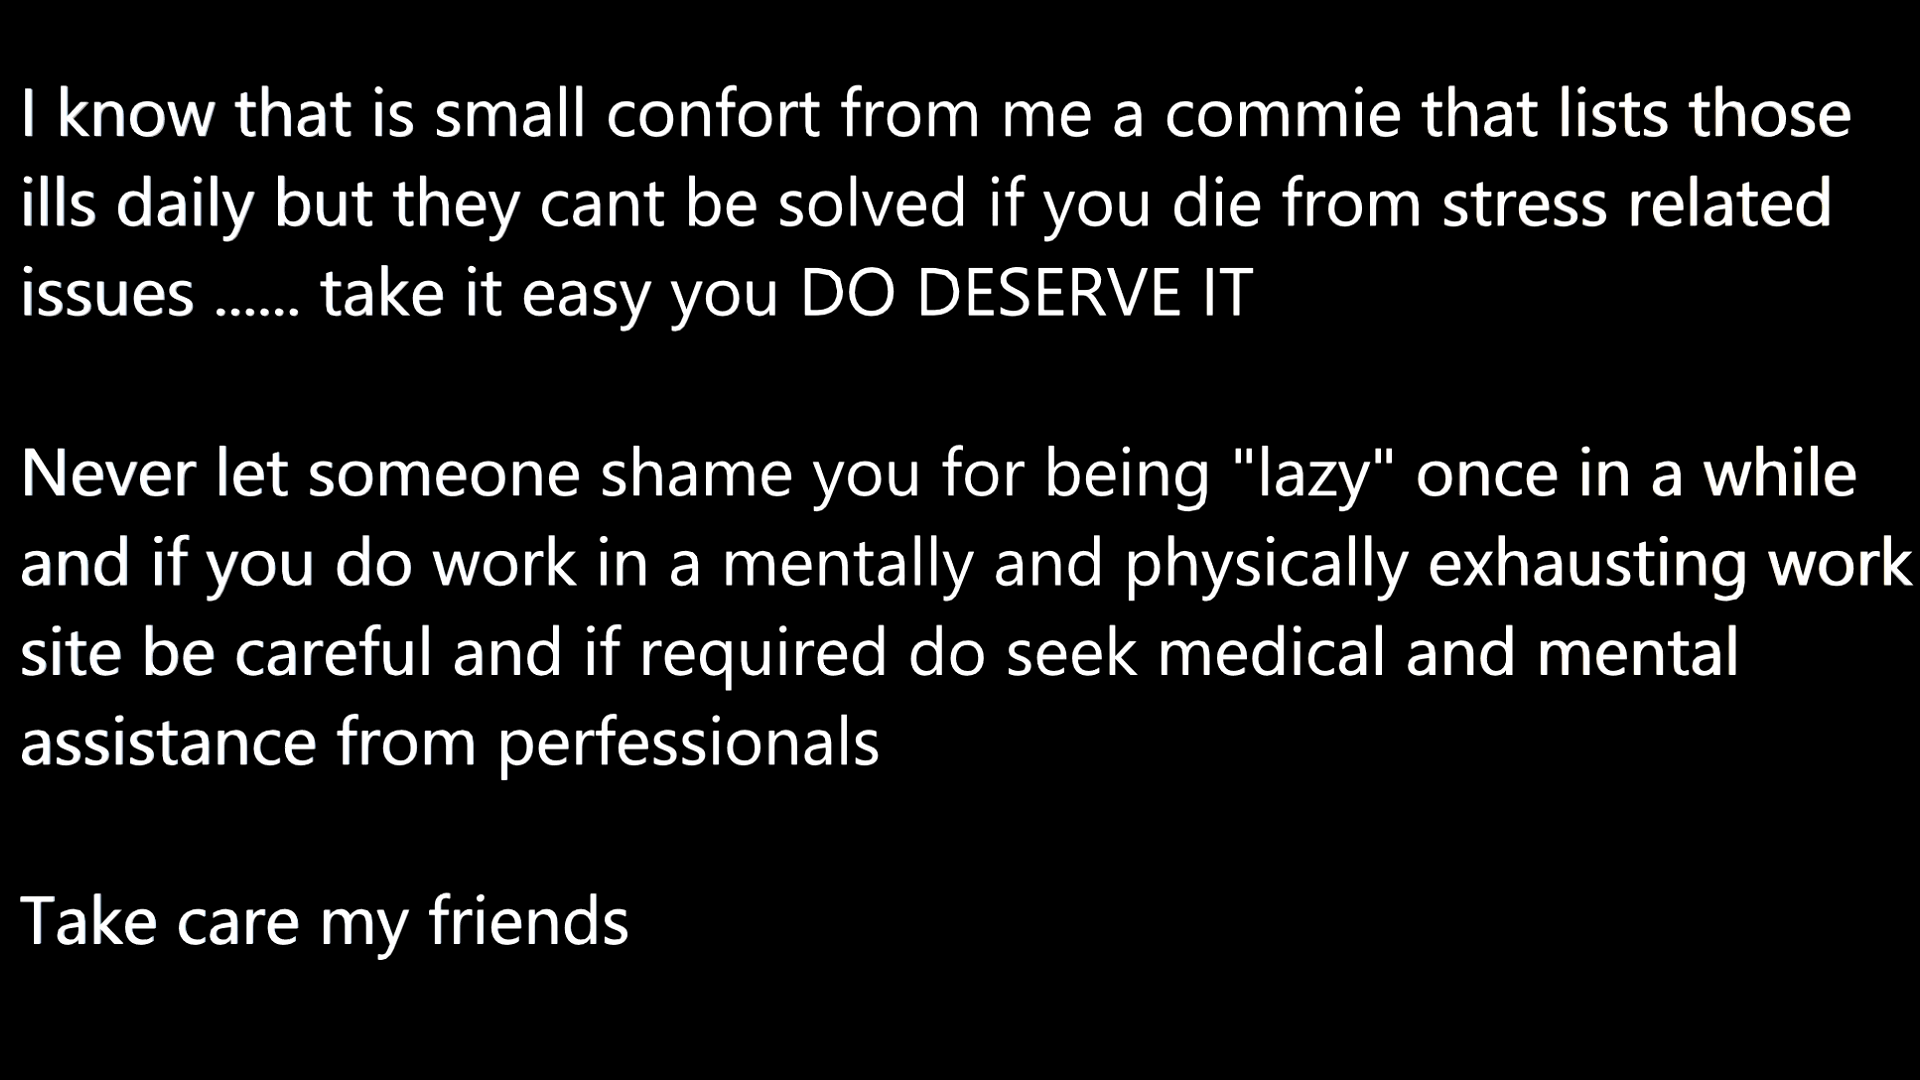 I know that is small confort from me a commie that lists those
ills daily but they cant be solved if you die from stress related
issues ...... take it easy you DO DESERVE IT
Never let someone shame you for being "lazy" once in a while
and if you do work in a mentally and physically exhausting work
site be careful and if required do seek medical and mental
assistance from perfessionals
Take care my friends